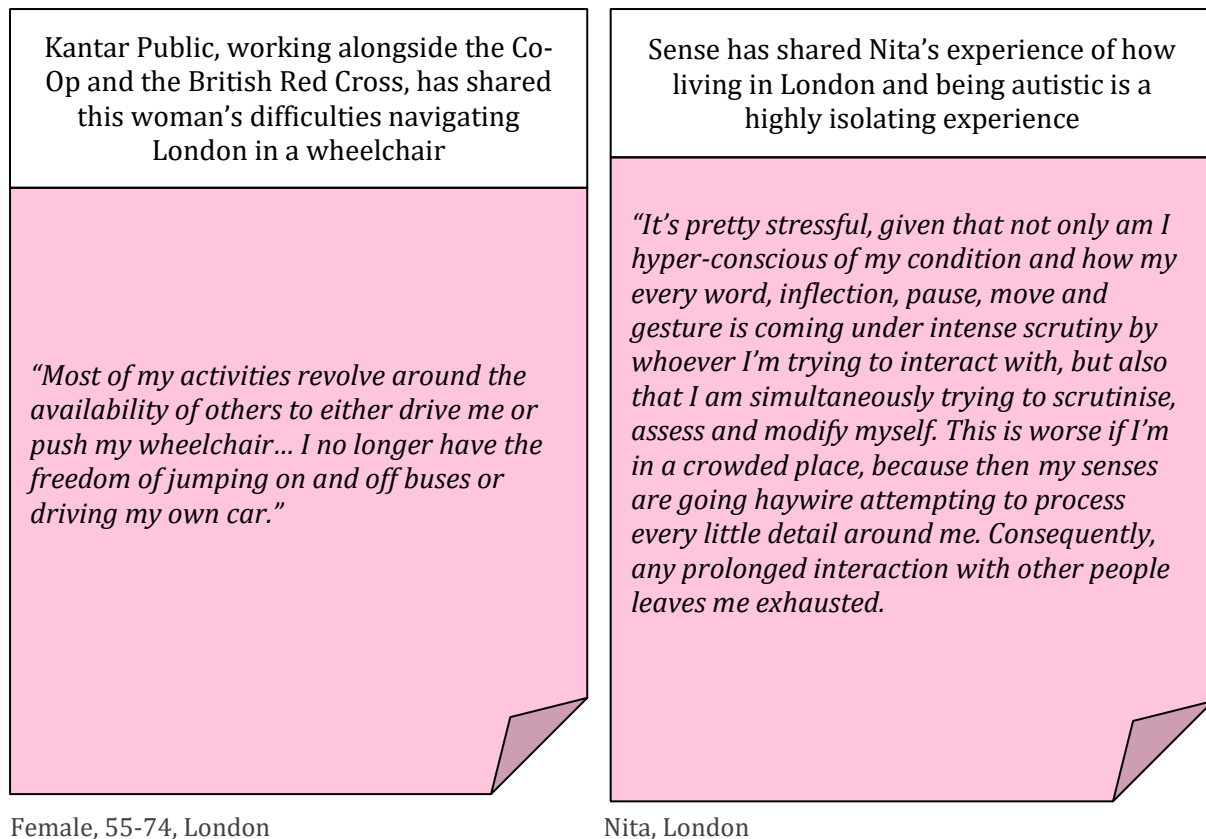 Kantar Public, working alongside the Co-
Op and the British Red Cross, has shared
this woman’s difficulties navigating
London in a wheelchair
“Most of my activities revolve around the
availability of others to either drive me or
push my wheelchair… I no longer have the
freedom of jumping on and off buses or
driving my own car.”
Female, 55-74, London
Sense has shared Nita’s experience of how
living in London and being autistic is a
highly isolating experience
“It’s pretty stressful, given that not only am I
hyper-conscious of my condition and how my
every word, inflection, pause, move and
gesture is coming under intense scrutiny by
whoever I’m trying to interact with, but also
that I am simultaneously trying to scrutinise,
assess and modify myself. This is worse if I’m
in a crowded place, because then my senses
are going haywire attempting to process
every little detail around me. Consequently,
any prolonged interaction with other people
leaves me exhausted.
Nita, London